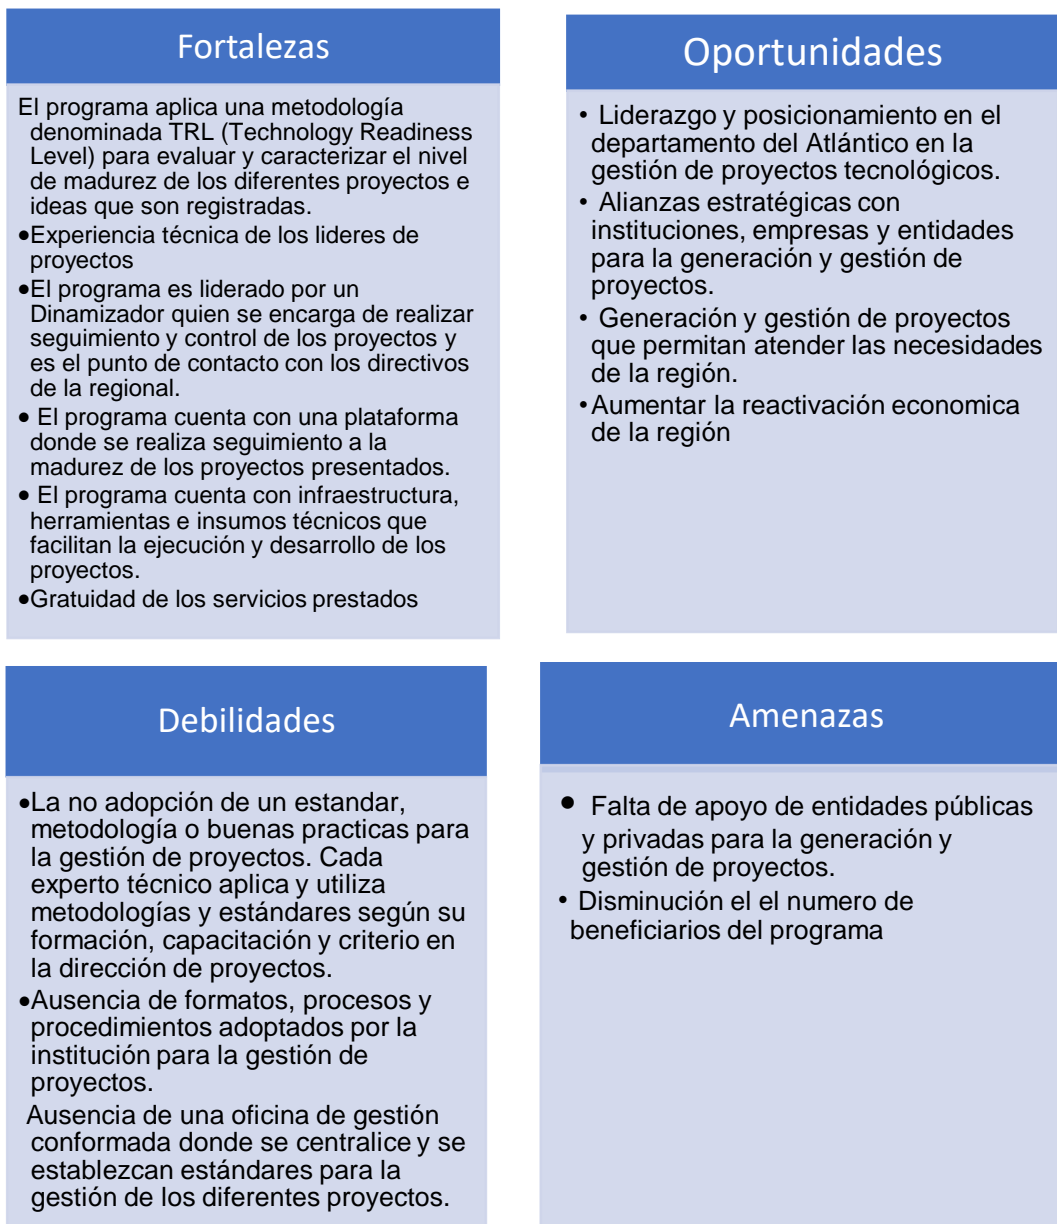 Fortalezas
El programa aplica una metodología
denominada TRL (Technology Readiness
Level) para evaluar y caracterizar el nivel
de madurez de los diferentes proyectos e
ideas que son registradas.
•Experiencia técnica de los lideres de
proyectos
•El programa es liderado por un
Dinamizador quien se encarga de realizar
seguimiento y control de los proyectos y
es el punto de contacto con los directivos
de la regional.
• El programa cuenta con una plataforma
donde se realiza seguimiento a la
madurez de los proyectos presentados.
• El programa cuenta con infraestructura,
herramientas e insumos técnicos que
facilitan la ejecución y desarrollo de los
proyectos.
•Gratuidad de los servicios prestados
Oportunidades
• Liderazgo y posicionamiento en el
departamento del Atlántico en la
gestión de proyectos tecnológicos.
• Alianzas estratégicas con
instituciones, empresas y entidades
para la generación y gestión de
proyectos.
• Generación y gestión de proyectos
que permitan atender las necesidades
de la región.
•Aumentar la reactivación economica
de la región
Debilidades
•La no adopción de un estandar,
metodología o buenas practicas para
la gestión de proyectos. Cada
experto técnico aplica y utiliza
metodologías y estándares según su
formación, capacitación y criterio en
la dirección de proyectos.
•Ausencia de formatos, procesos y
procedimientos adoptados por la
institución para la gestión de
proyectos.
Ausencia de una oficina de gestión
conformada donde se centralice y se
establezcan estándares para la
gestión de los diferentes proyectos.
Amenazas
• Falta de apoyo de entidades públicas
y privadas para la generación y
gestión de proyectos.
• Disminución el el numero de
beneficiarios del programa